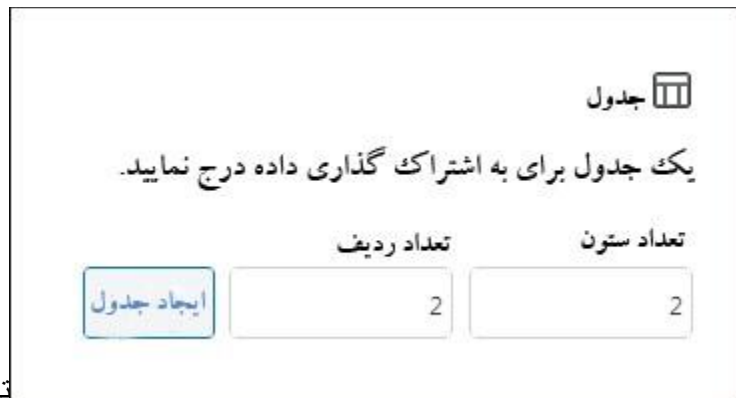 جدول
یک جدول برای به اشتراک گذاری داده درج نمایید.
تعداد ستون تعداد ردیف
2 2 ایجاد جدول